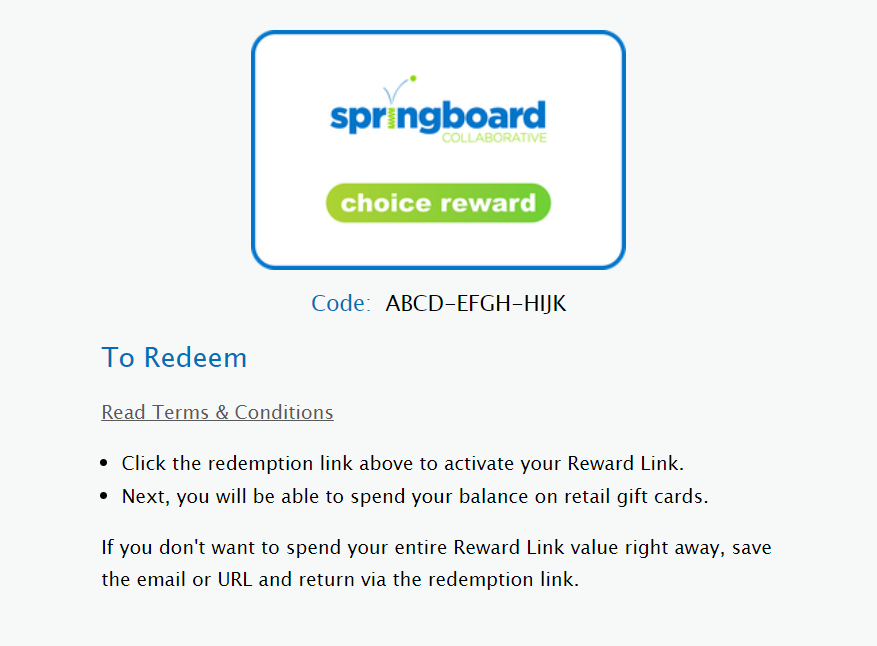 springboard
COLLABORATIVE
choice reward
Code: ABCD-EFGH-HIJK
To Redeem
Read Terms & Conditions
• Click the redemption link above to activate your Reward Link.
• Next, you will be able to spend your balance on retail gift cards.
If you don't want to spend your entire Reward Link value right away, save
the email or URL and return via the redemption link.